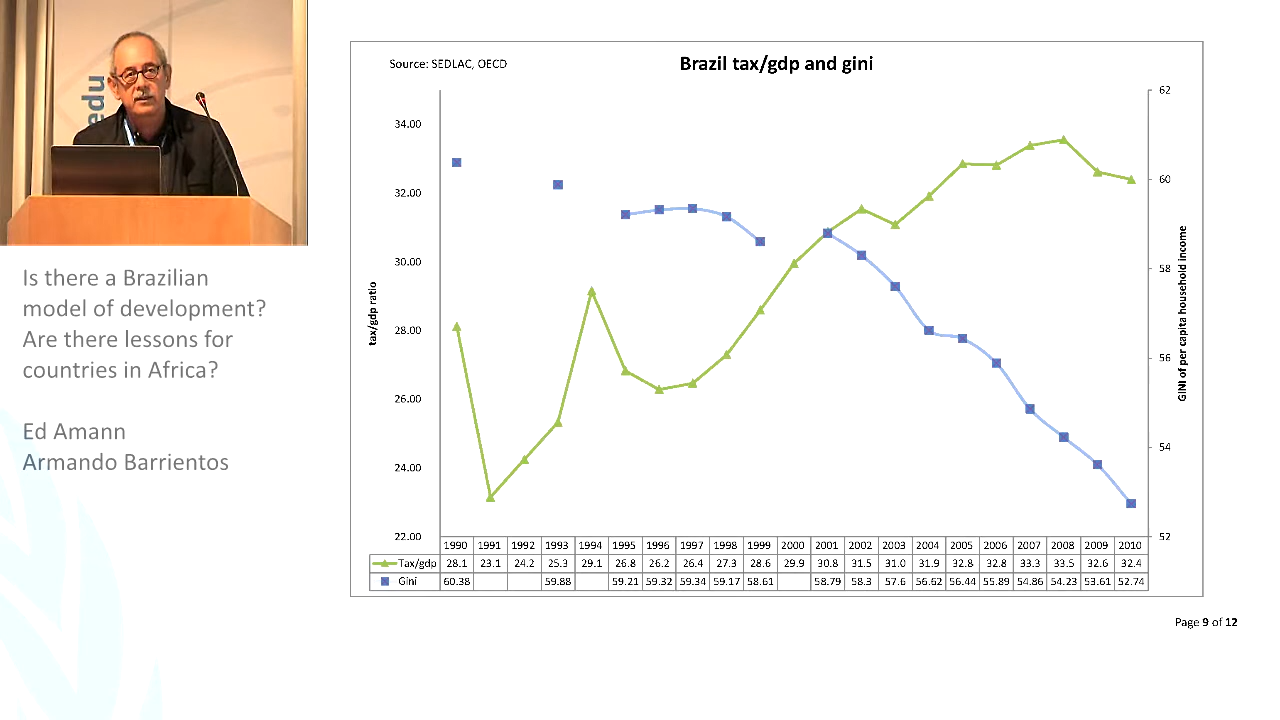 edu
Is there a Brazilian
model of development?
Are there lessons for
countries in Africa?
Ed Amann
Armando Barrientos
Source: SEDLAC, OECD
Brazil tax/gdp and gini
62
34.00
60
32.00
30.00
58
28.00
56
26.00
54
24.00
22.00
52
tax/gdp ratio
GINI of per capita household income
1990 1991 1992 1993 1994 1995 1996 1997 1998 1999 2000 2001 2002 2003 2004 2005 2006 2007 2008 2009 2010
Tax/gdp 28.1 23.1 24.2 25.3 29.1 26.8 26.2 26.4 27.3 28.6 29.9 30.8 31.5 31.0 31.9 32.8 32.8 33.3 33.5 32.6 32.4
Gini 60.38 59.88 59.21 59.32 59.34 59.17 58.61 58.79 58.3 57.6 56.62 56.44 55.89 54.86 54.23 53.61 52.74
Page 9 of 12